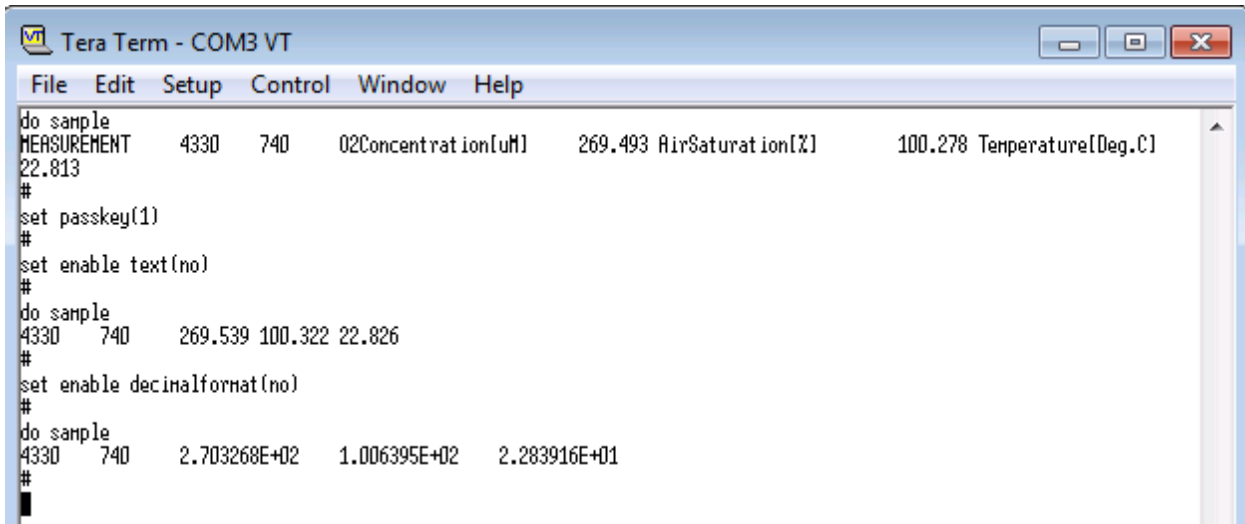 Tera Term - COM3 VT
File Edit Setup Control Window Help
do sample
MEASUREMENT 4330 740 O2Concentration[uM] 269.493 AirSaturation[%] 100.278 Temperature[Deg.C]
22.813
#
set passkey(1)
#
set enable text(no)
#
do sample
4330 740 269.539 100.322 22.826
#
set enable decimalformat(no)
#
do sample
4330 740 2.703268E+02 1.006395E+02 2.283916E+01
#